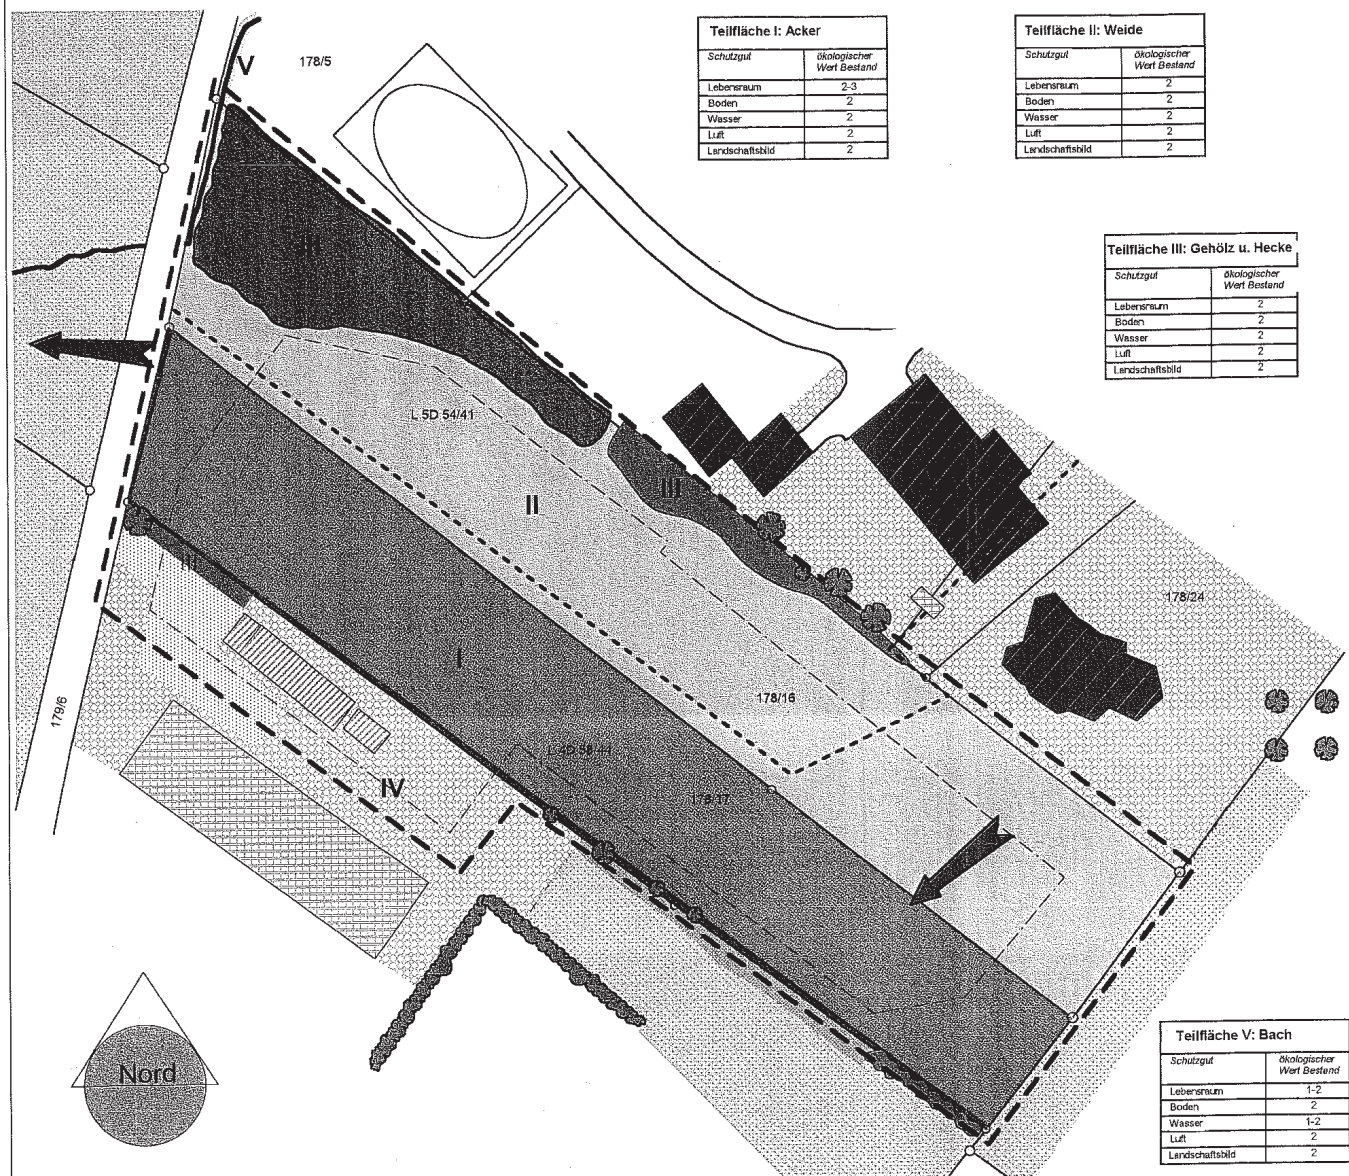 Teilfläche I: Acker
Schutzgut ökologischer Wert Bestand
Lebensraum 2-3
Boden 2
Wasser 2
Luft 2
Landschaftsbild 2
Teilfläche II: Weide
Schutzgut ökologischer Wert Bestand
Lebensraum 2
Boden 2
Wasser 2
Luft 2
Landschaftsbild 2
V
178/5
Teilfläche III: Gehölz u. Hecke
Schutzgut ökologischer Wert Bestand
Lebensraum 2
Boden 2
Wasser 2
Luft 2
Landschaftsbild 2
III
L 5D 54/41
II
III
III
178/24
I
178/16
179/6
178/17
IV
Nord
Teilfläche V: Bach
Schutzgut ökologischer Wert Bestand
Lebensraum 1-2
Boden 2
Wasser 1-2
Luft 2
Landschaftsbild 2